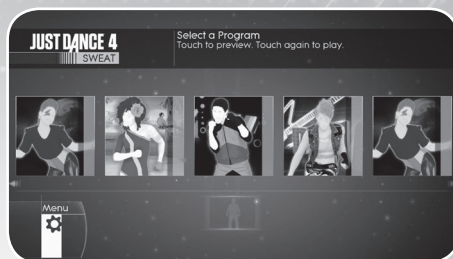 JUST DANCE 4
SWEAT
Select a Program
Touch to preview. Touch again to play.
Menu